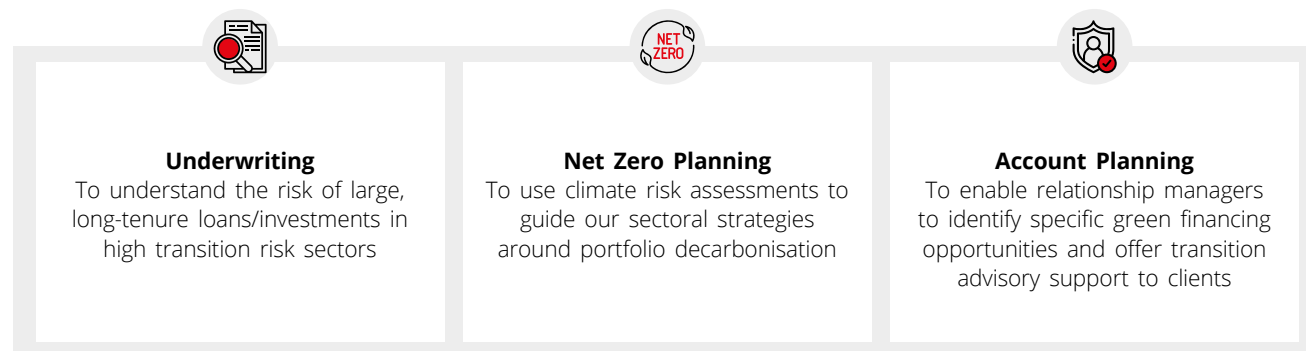 Underwriting
To understand the risk of large,
long-tenure loans/investments in
high transition risk sectors
NET
ZERO
Net Zero Planning
To use climate risk assessments to
guide our sectoral strategies
around portfolio decarbonisation
Account Planning
To enable relationship managers
to identify specific green financing
opportunities and offer transition
advisory support to clients